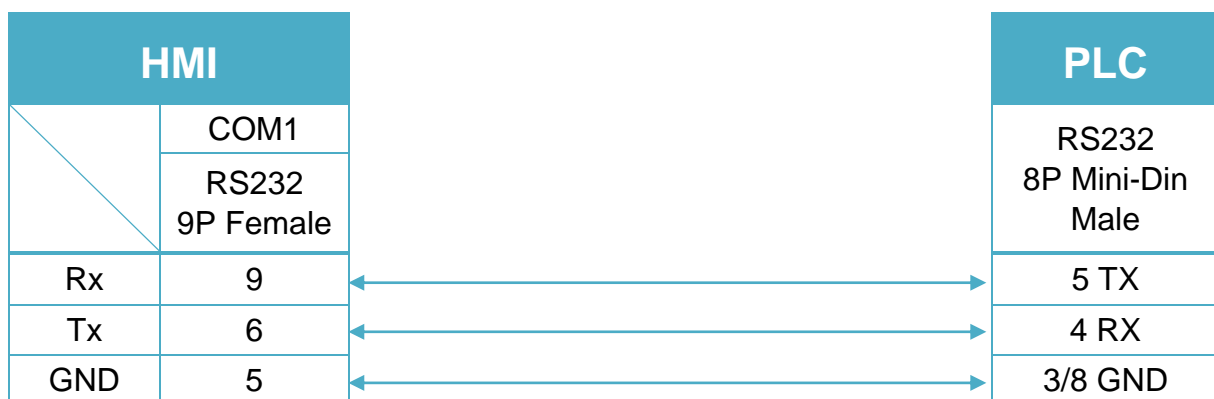 HMI
PLC
COM1
RS232
9P Female
RS232
8P Mini-Din
Male
Rx 9 5 TX
Tx 6 4 RX
GND 5 3/8 GND